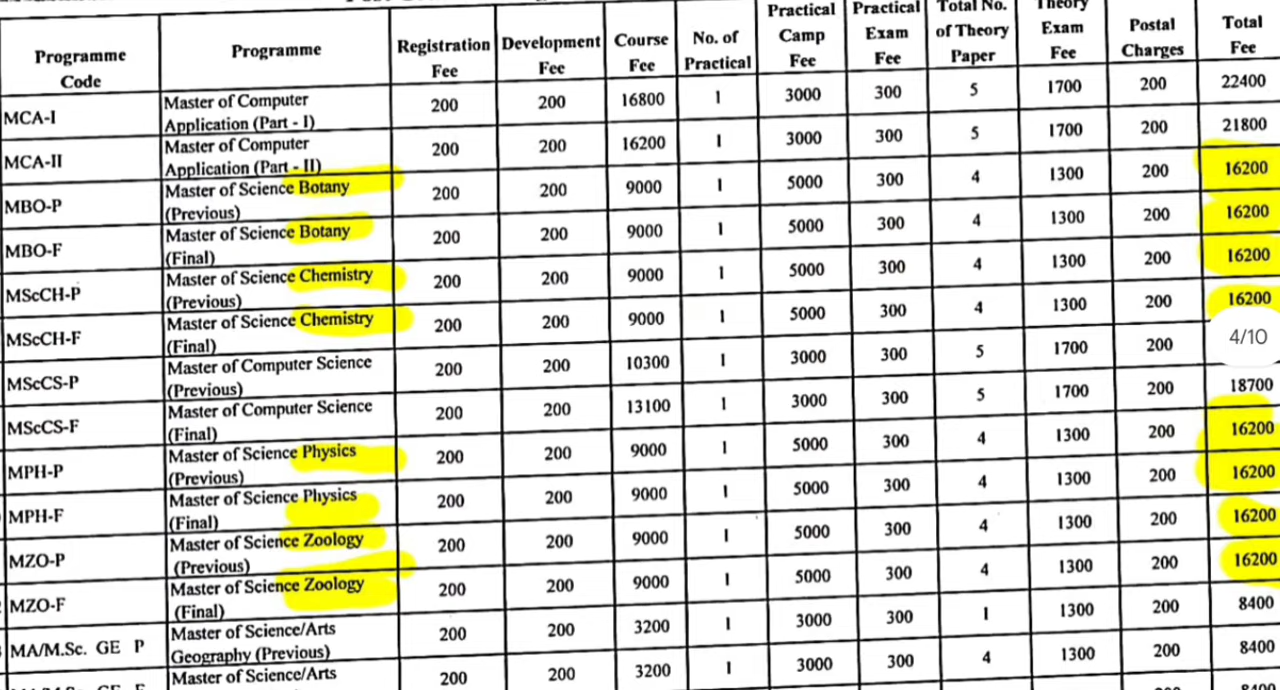 Programme Code Programme Registration Fee Development Fee Course Fee No. of Practical Practical Camp Fee Practical Exam Fee Total No. of Theory Paper Theory Exam Fee Postal Charges Total Fee
MCA-I Master of Computer Application (Part - I) 200 200 16800 1 3000 300 5 1700 200 22400
MCA-II Master of Computer Application (Part - II) 200 200 16200 1 3000 300 5 1700 200 21800
MBO-P Master of Science Botany (Previous) 200 200 9000 1 5000 300 4 1300 200 16200
MBO-F Master of Science Botany (Final) 200 200 9000 1 5000 300 4 1300 200 16200
MScCH-P Master of Science Chemistry (Previous) 200 200 9000 1 5000 300 4 1300 200 16200
MScCH-F Master of Science Chemistry (Final) 200 200 9000 1 5000 300 4 1300 200 16200
MScCS-P Master of Computer Science (Previous) 200 200 10300 1 3000 300 5 1700 200 4/10
MScCS-F Master of Computer Science (Final) 200 200 13100 1 3000 300 5 1700 200 18700
MPH-P Master of Science Physics (Previous) 200 200 9000 1 5000 300 4 1300 200 16200
MPH-F Master of Science Physics (Final) 200 200 9000 1 5000 300 4 1300 200 16200
MZO-P Master of Science Zoology (Previous) 200 200 9000 1 5000 300 4 1300 200 16200
MZO-F Master of Science Zoology (Final) 200 200 9000 1 5000 300 4 1300 200 16200
MA/M.Sc. GE P Master of Science/Arts Geography (Previous) 200 200 3200 1 3000 300 1 1300 200 8400
Master of Science/Arts 200 200 3200 1 3000 300 4 1300 200 8400